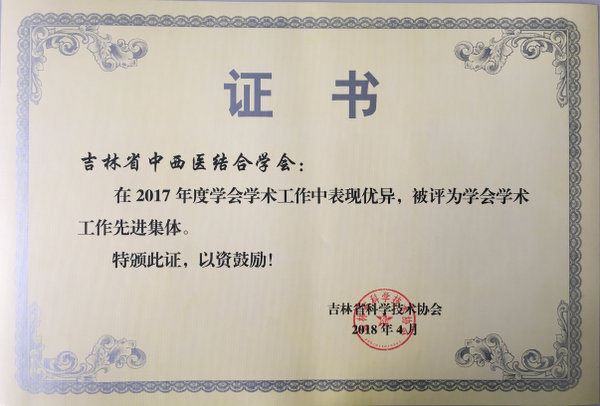 证书
吉林省中西医结合学会：
在2017年度学会学术工作中表现优异，被评为学会学术
工作先进集体。
特颁此证，以资鼓励！
吉林省科学技术协会
2018年4月